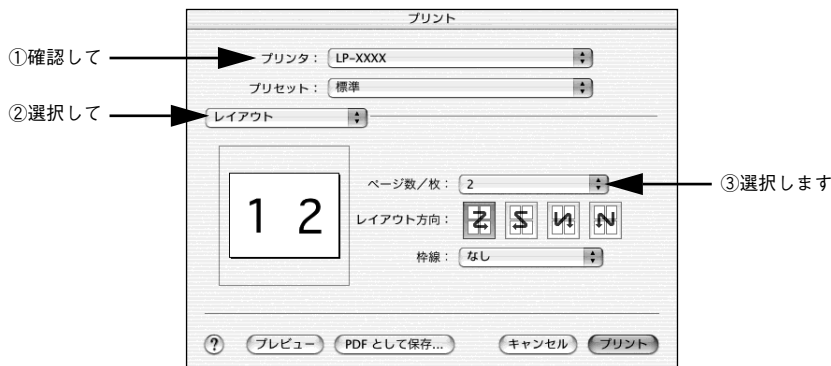 プリント
①確認して
プリンタ： LP-XXXX
プリセット： 標準
②選択して
レイアウト
ページ数／枚： 2
③選択します
1 2
レイアウト方向：
枠線： なし
? プレビュー PDF として保存... キャンセル プリント